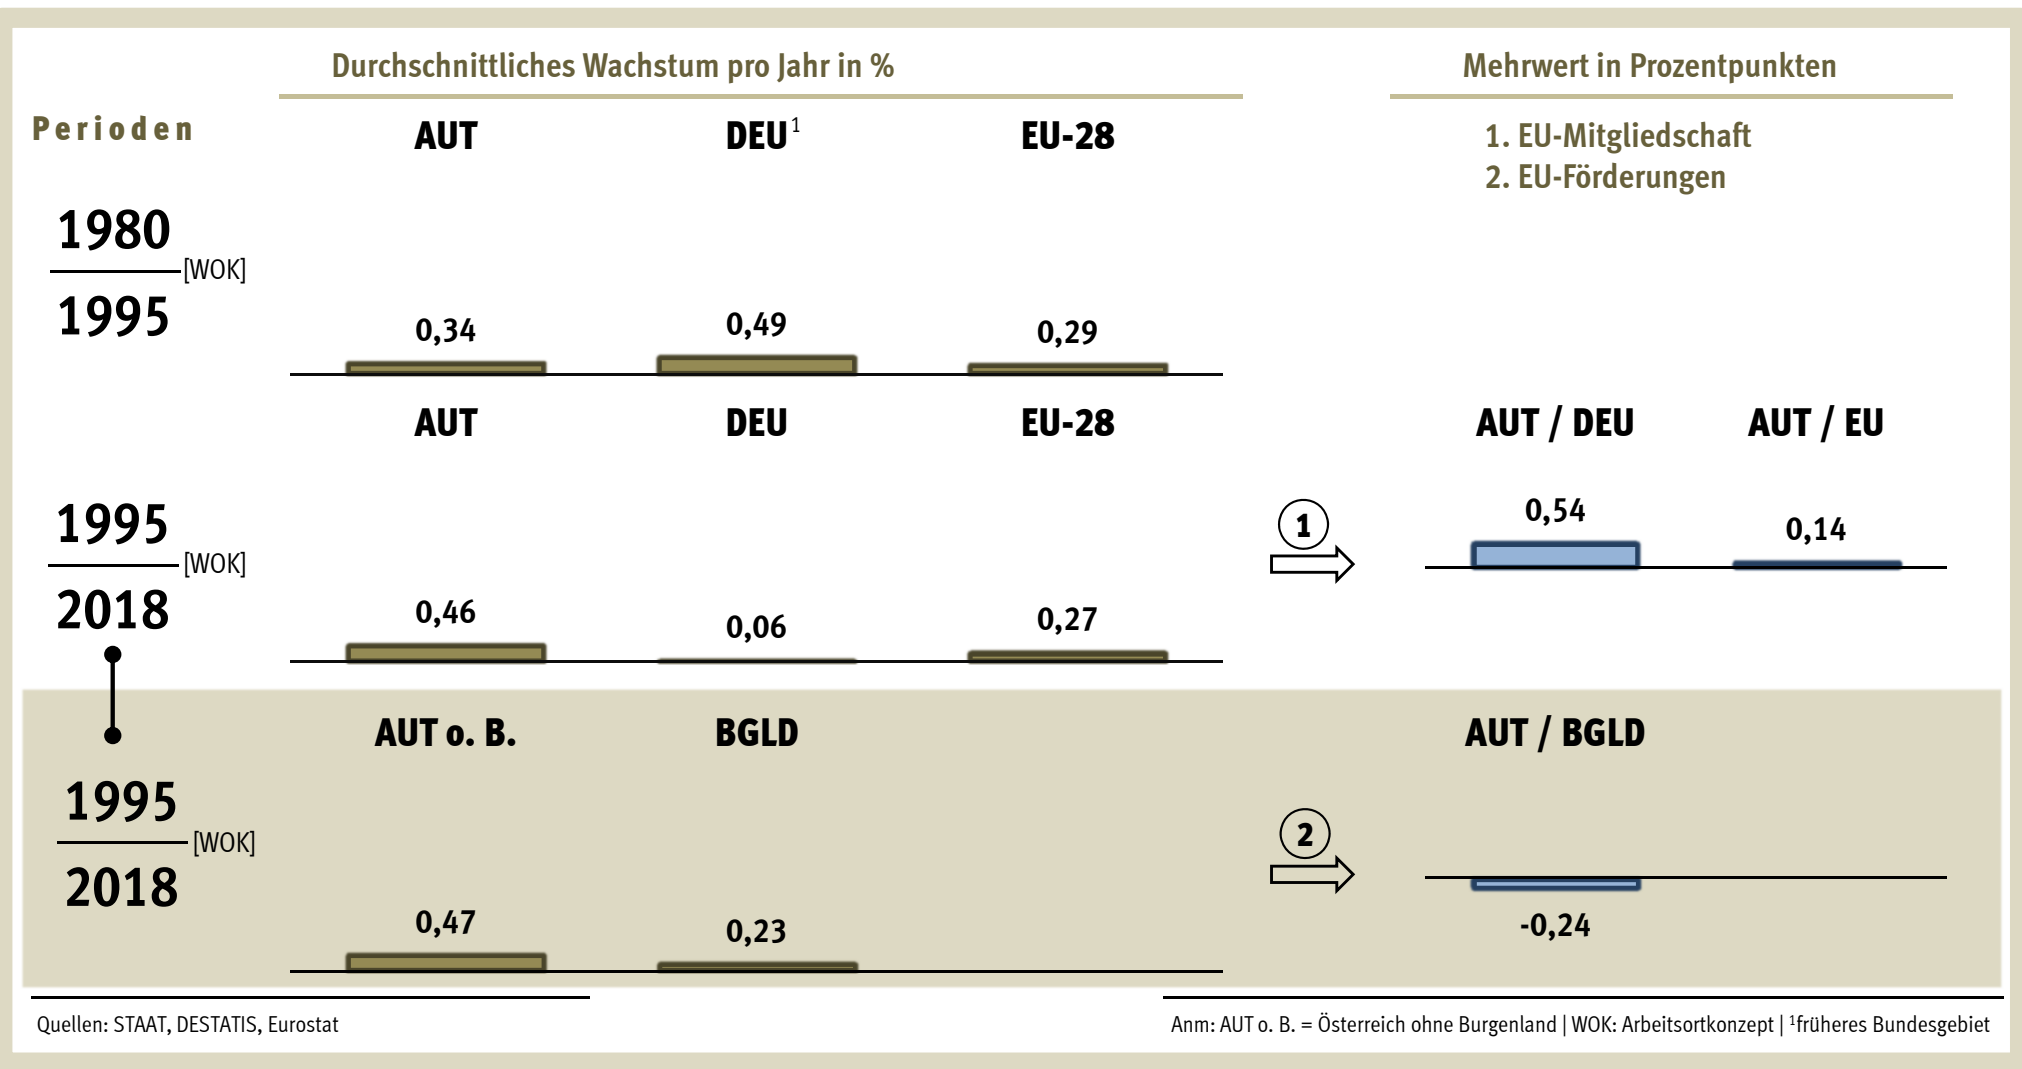 Durchschnittliches Wachstum pro Jahr in %
Mehrwert in Prozentpunkten
Perioden
AUT
DEU¹
EU-28
1. EU-Mitgliedschaft
2. EU-Förderungen
1980
[WOK]
1995
0,34
0,49
0,29
AUT
DEU
EU-28
AUT / DEU
AUT / EU
1995
[WOK]
2018
0,46
0,06
0,27
1
0,54
0,14
AUT o. B.
BGLD
AUT / BGLD
1995
[WOK]
2018
0,47
0,23
2
-0,24
Quellen: STAAT, DESTATIS, Eurostat
Anm: AUT o. B. = Österreich ohne Burgenland | WOK: Arbeitsortkonzept | ¹früheres Bundesgebiet